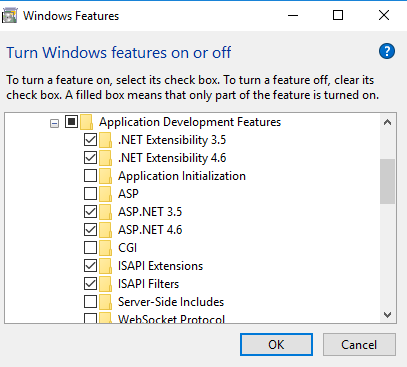 Windows Features
Turn Windows features on or off
?
To turn a feature on, select its check box. To turn a feature off, clear its
check box. A filled box means that only part of the feature is turned on.
Application Development Features
.NET Extensibility 3.5
.NET Extensibility 4.6
Application Initialization
ASP
ASP.NET 3.5
ASP.NET 4.6
CGI
ISAPI Extensions
ISAPI Filters
Server-Side Includes
WebSocket Protocol
OK
Cancel